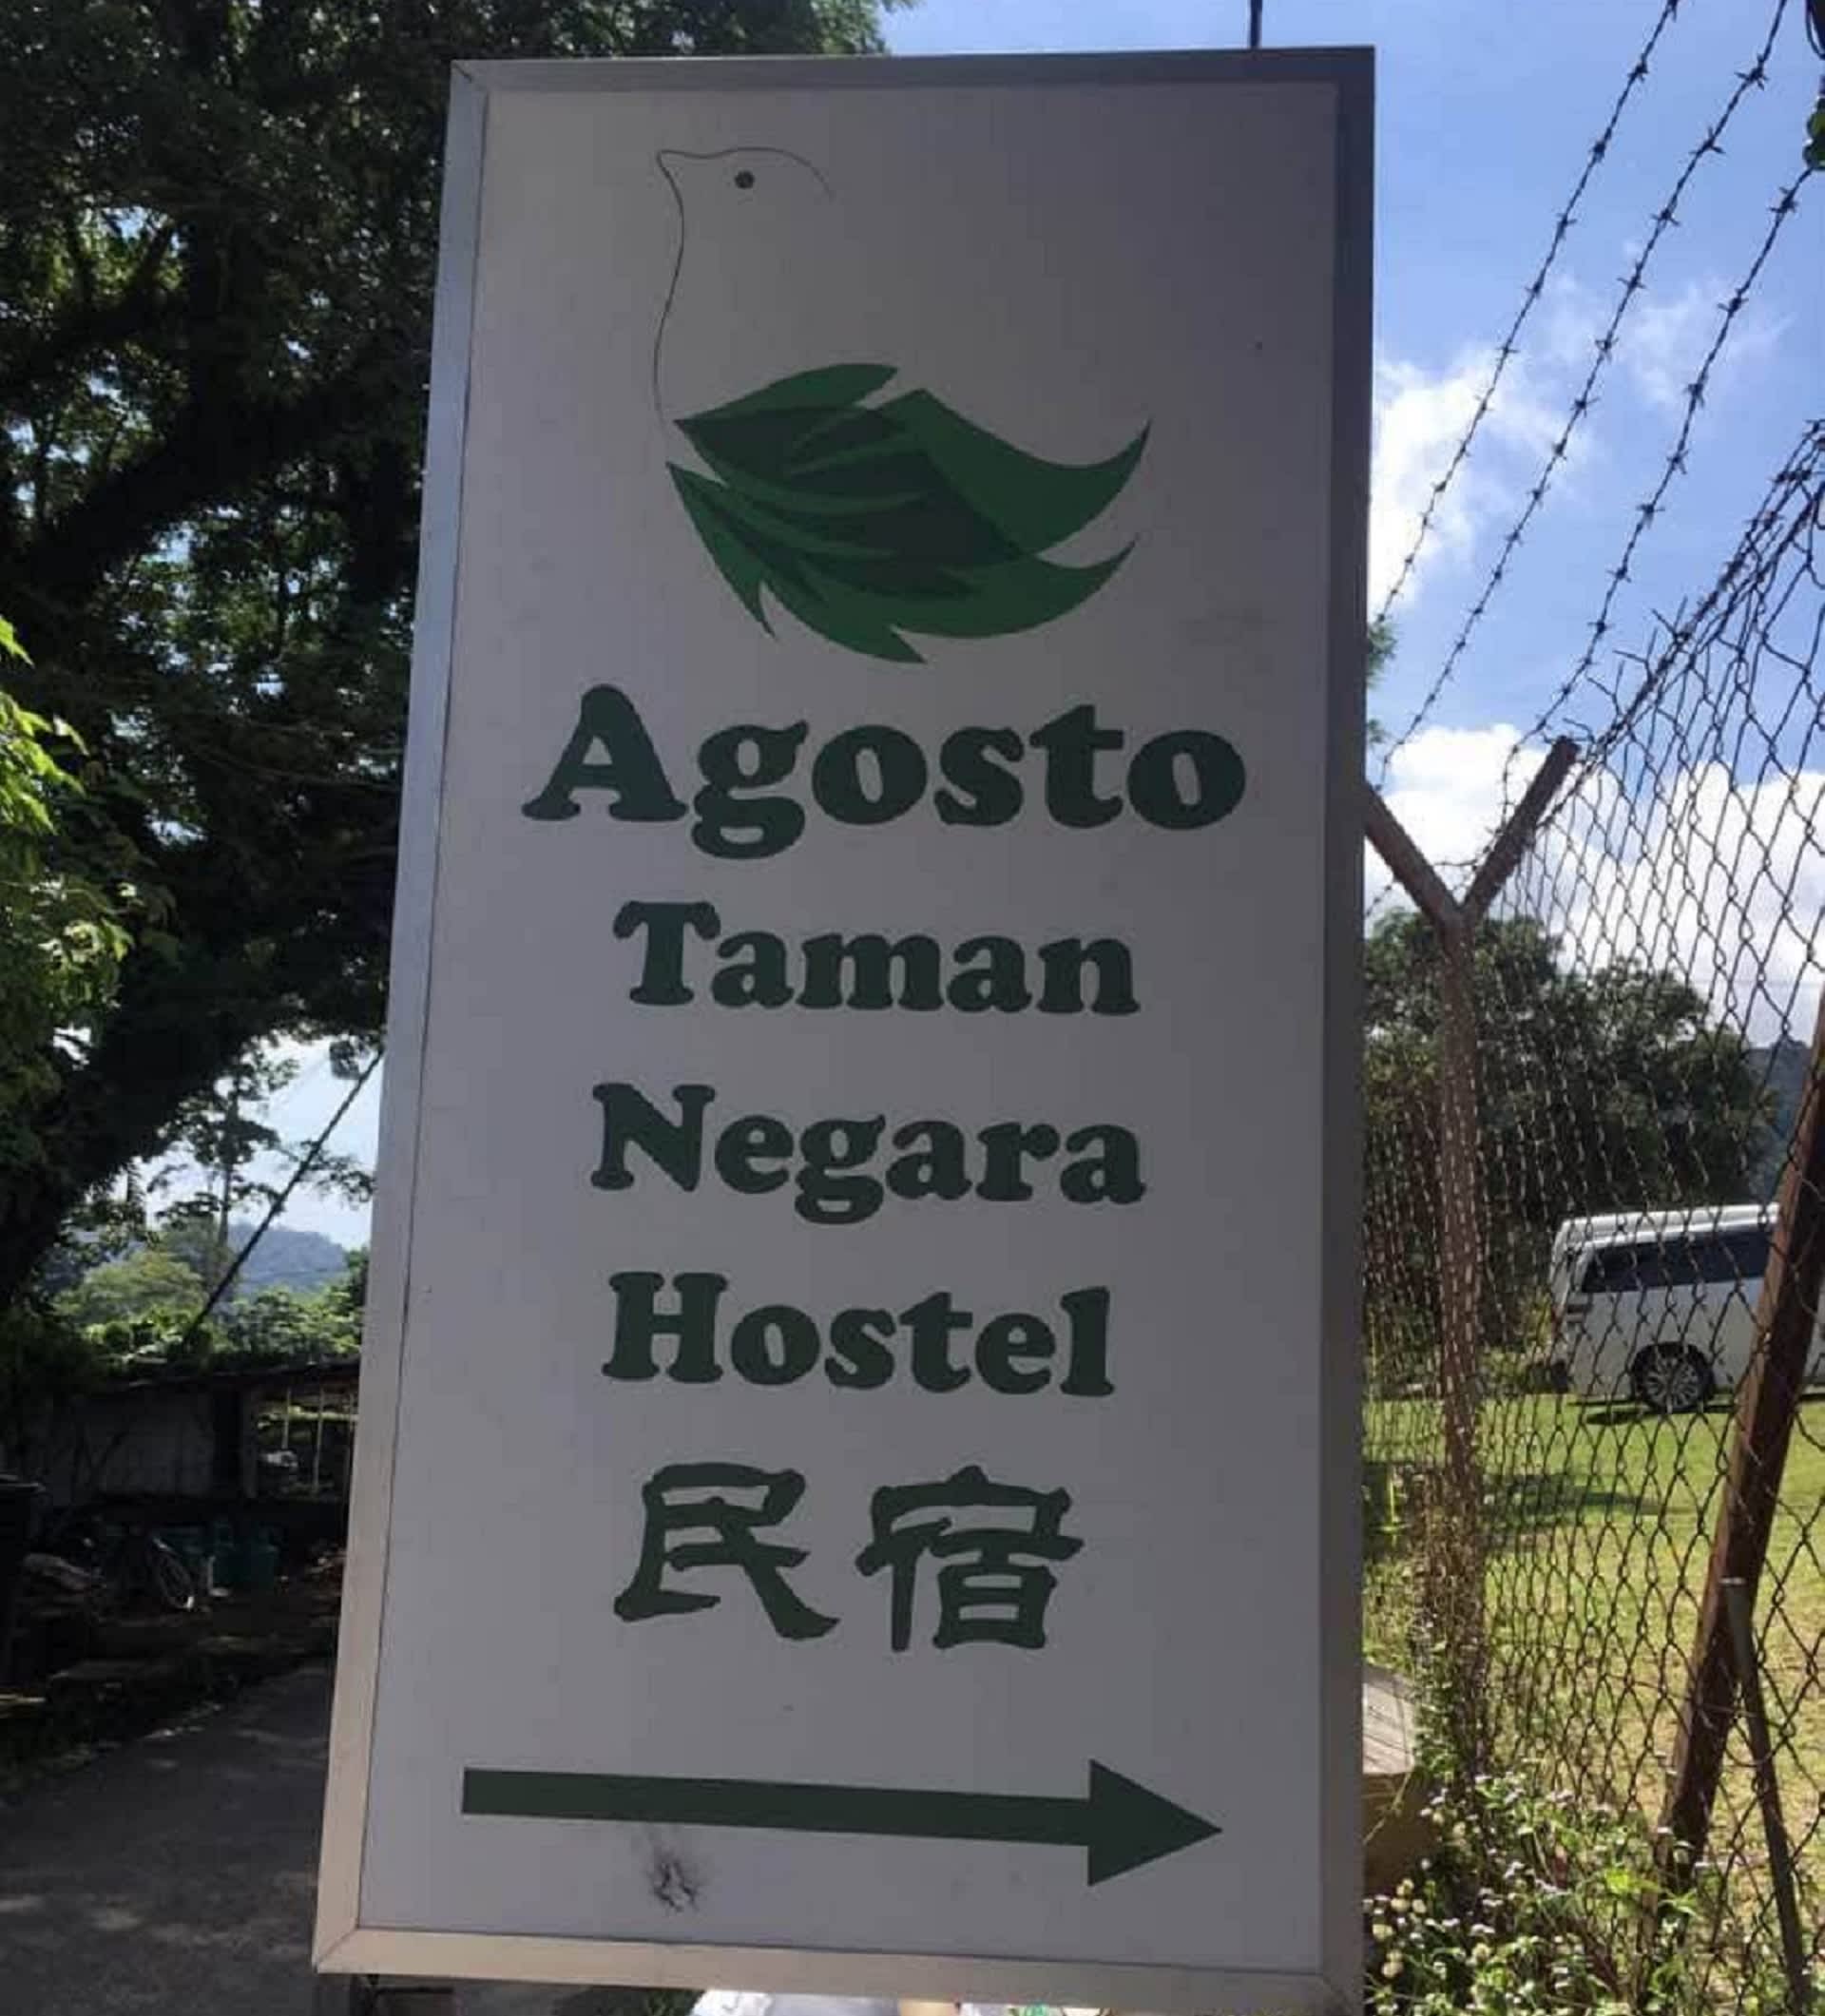 Agosto
Taman
Negara
Hostel
民宿